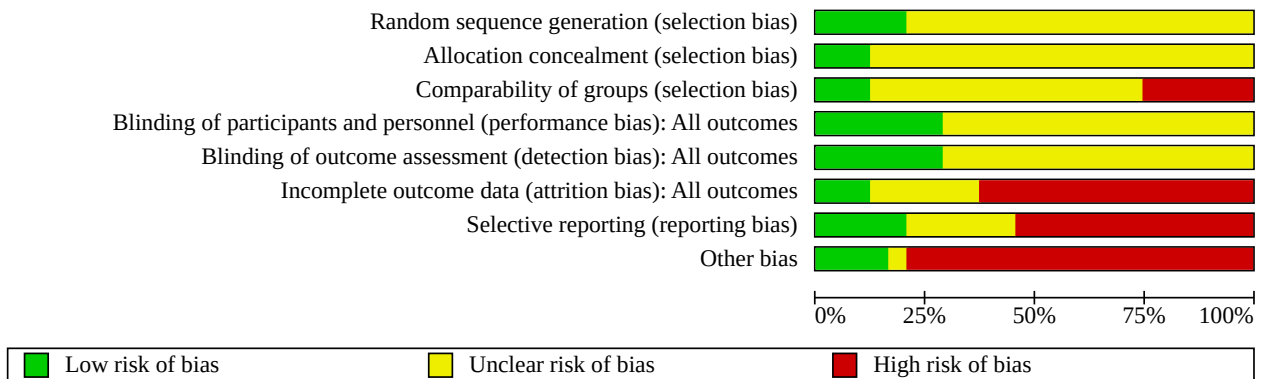 Random sequence generation (selection bias)
Allocation concealment (selection bias)
Comparability of groups (selection bias)
Blinding of participants and personnel (performance bias): All outcomes
Blinding of outcome assessment (detection bias): All outcomes
Incomplete outcome data (attrition bias): All outcomes
Selective reporting (reporting bias)
Other bias
0% 25% 50% 75% 100%
Low risk of bias Unclear risk of bias High risk of bias